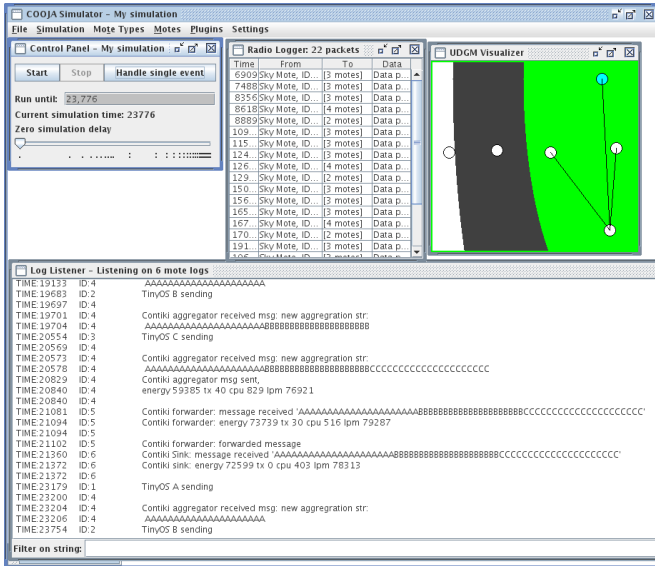 COOJA Simulator - My simulation
File Simulation Mote Types Motes Plugins Settings
Control Panel - My simulation
Start Stop Handle single event
Run until: 23,776
Current simulation time: 23776
Zero simulation delay
Radio Logger: 22 packets
Time From To Data
6909 Sky Mote, ID... [3 motes] Data p...
7488 Sky Mote, ID... [3 motes] Data p...
8356 Sky Mote, ID... [3 motes] Data p...
8618 Sky Mote, ID... [4 motes] Data p...
8889 Sky Mote, ID... [2 motes] Data p...
109... Sky Mote, ID... [3 motes] Data p...
115... Sky Mote, ID... [3 motes] Data p...
124... Sky Mote, ID... [3 motes] Data p...
126... Sky Mote, ID... [4 motes] Data p...
129... Sky Mote, ID... [2 motes] Data p...
150... Sky Mote, ID... [3 motes] Data p...
156... Sky Mote, ID... [3 motes] Data p...
165... Sky Mote, ID... [3 motes] Data p...
167... Sky Mote, ID... [4 motes] Data p...
170... Sky Mote, ID... [2 motes] Data p...
191... Sky Mote, ID... [3 motes] Data p...
196... Sky Mote, ID... [3 motes] Data p...
UDGM Visualizer
Log Listener - Listening on 6 mote logs
TIME:19133 ID:4 AAAAAAAAAAAAAAAAAAAAAA
TIME:19683 ID:2 TinyOS B sending
TIME:19697 ID:4
TIME:19701 ID:4 Contiki aggregator received msg: new aggregration str:
TIME:19704 ID:4 AAAAAAAAAAAAAAAAAAAAAABBBBBBBBBBBBBBBBBBBBBB
TIME:20554 ID:3 TinyOS C sending
TIME:20569 ID:4
TIME:20573 ID:4 Contiki aggregator received msg: new aggregration str:
TIME:20578 ID:4 AAAAAAAAAAAAAAAAAAAAAABBBBBBBBBBBBBBBBBBBBBBCCCCCCCCCCCCCCCCCCCCCC
TIME:20829 ID:4 Contiki aggregator msg sent,
TIME:20840 ID:4 energy 59385 tx 40 cpu 829 lpm 76921
TIME:20840 ID:4
TIME:21081 ID:5 Contiki forwarder: message received 'AAAAAAAAAAAAAAAAAAAAAABBBBBBBBBBBBBBBBBBBBBBCCCCCCCCCCCCCCCCCCCCCC'
TIME:21094 ID:5 Contiki forwarder: energy 73739 tx 30 cpu 516 lpm 79287
TIME:21094 ID:5
TIME:21102 ID:5 Contiki forwarder: forwarded message
TIME:21360 ID:6 Contiki Sink: message received 'AAAAAAAAAAAAAAAAAAAAAABBBBBBBBBBBBBBBBBBBBBBCCCCCCCCCCCCCCCCCCCCCC'
TIME:21372 ID:6 Contiki sink: energy 72599 tx 0 cpu 403 lpm 78313
TIME:21372 ID:6
TIME:23179 ID:1 TinyOS A sending
TIME:23200 ID:4
TIME:23204 ID:4 Contiki aggregator received msg: new aggregration str:
TIME:23206 ID:4 AAAAAAAAAAAAAAAAAAAAAA
TIME:23754 ID:2 TinyOS B sending
Filter on string: